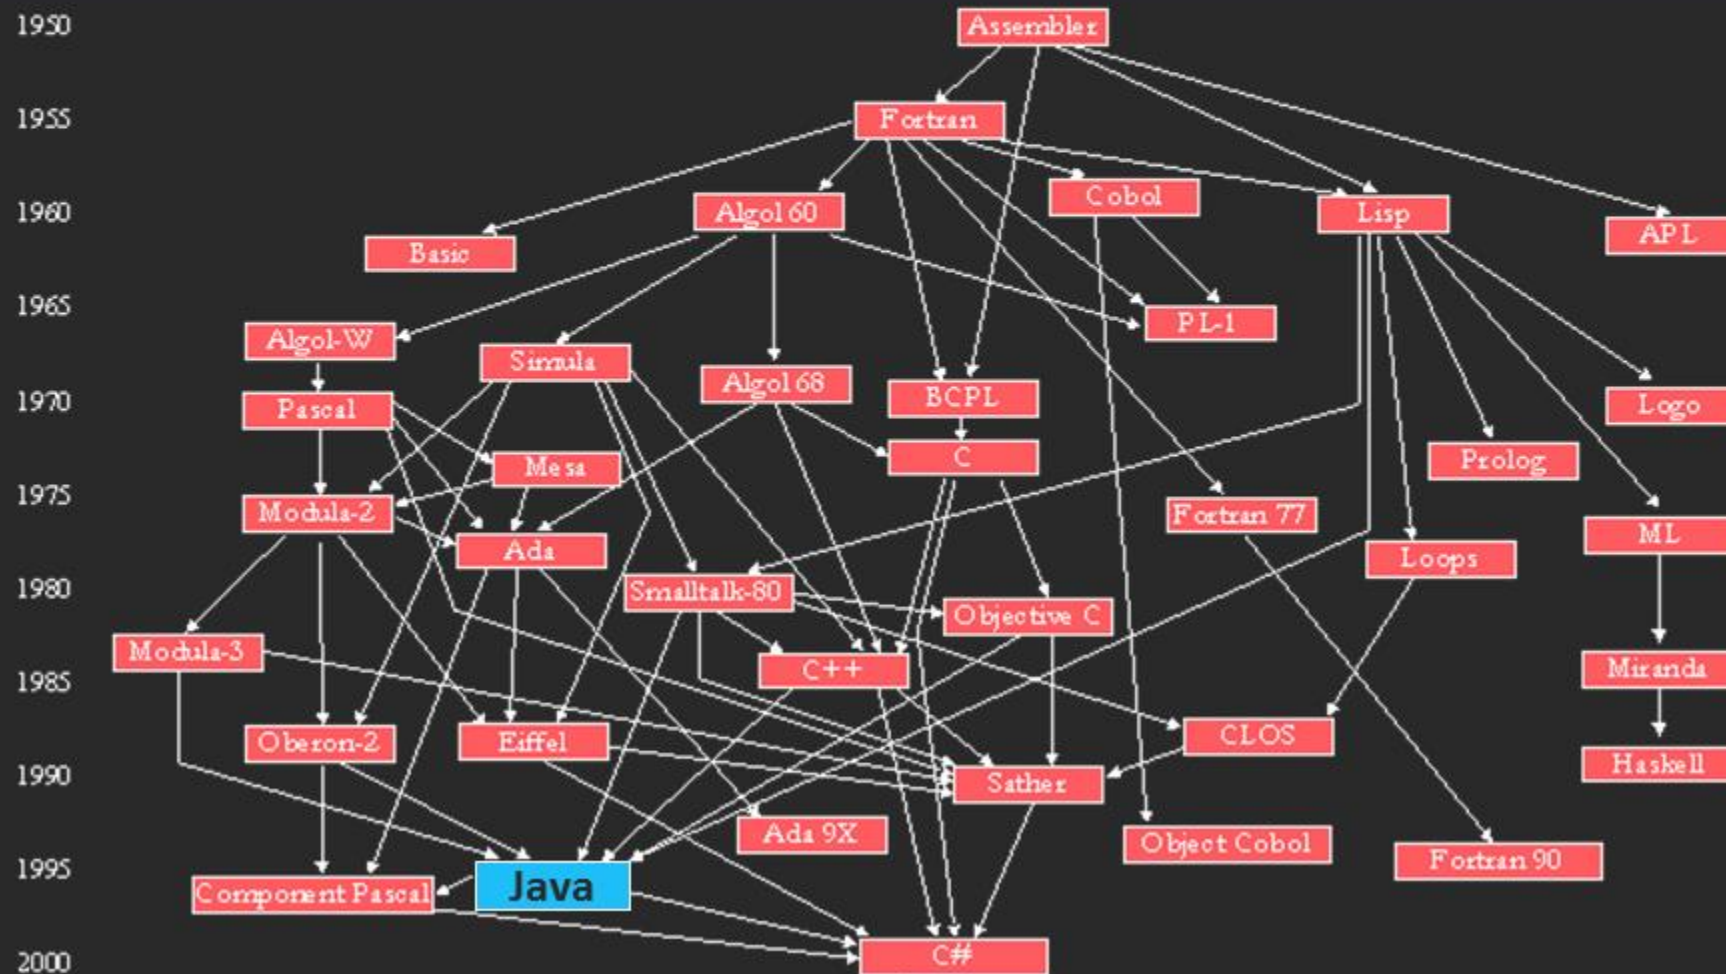 1950
Assembler
1955
Fortran
Cobol
1960
Algol 60
Lisp
APL
Basic
1965
PL-1
Algol-W
Simula
Algol 68
1970
BCPL
Pascal
Logo
C
Mesa
Prolog
1975
Modula-2
Fortran 77
ML
Ada
Loops
1980
Smalltalk-80
Objective C
Modula-3
C++
1985
Miranda
Oberon-2
Eiffel
CLOS
Haskell
1990
Sather
Ada 9X
Object Cobol
Fortran 90
1995
Java
Component Pascal
C#
2000